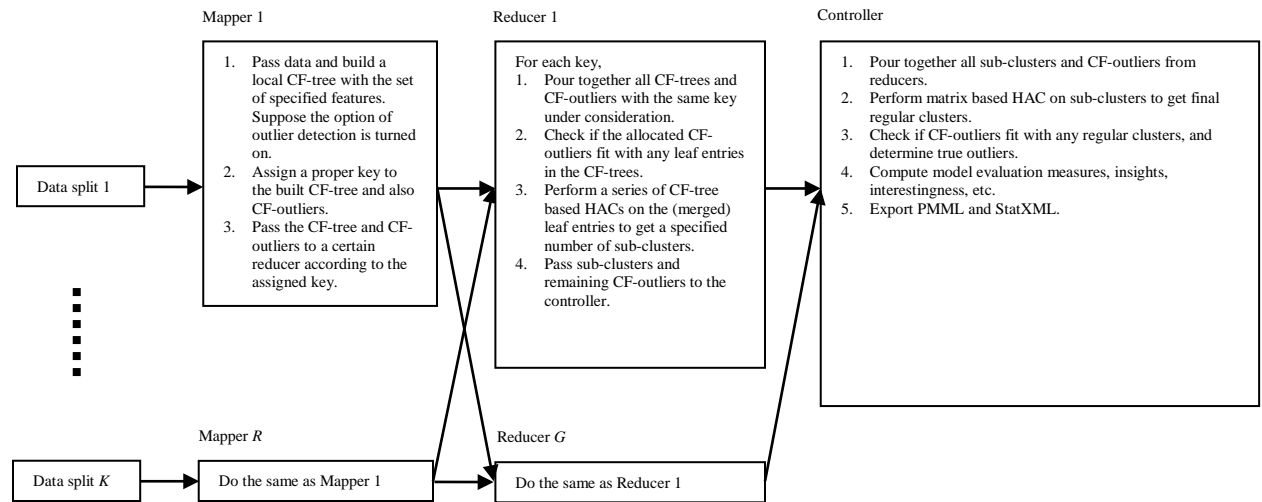 Mapper 1
Reducer 1
Controller
Data split 1
1. Pass data and build a
local CF-tree with the set
of specified features.
Suppose the option of
outlier detection is turned
on.
2. Assign a proper key to
the built CF-tree and also
CF-outliers.
3. Pass the CF-tree and CF-
outliers to a certain
reducer according to the
assigned key.
For each key,
1. Pour together all CF-trees and
CF-outliers with the same key
under consideration.
2. Check if the allocated CF-
outliers fit with any leaf entries
in the CF-trees.
3. Perform a series of CF-tree
based HACs on the (merged)
leaf entries to get a specified
number of sub-clusters.
4. Pass sub-clusters and
remaining CF-outliers to the
controller.
1. Pour together all sub-clusters and CF-outliers from
reducers.
2. Perform matrix based HAC on sub-clusters to get final
regular clusters.
3. Check if CF-outliers fit with any regular clusters, and
determine true outliers.
4. Compute model evaluation measures, insights,
interestingness, etc.
5. Export PMML and StatXML.
Mapper R
Reducer G
Data split K
Do the same as Mapper 1
Do the same as Reducer 1